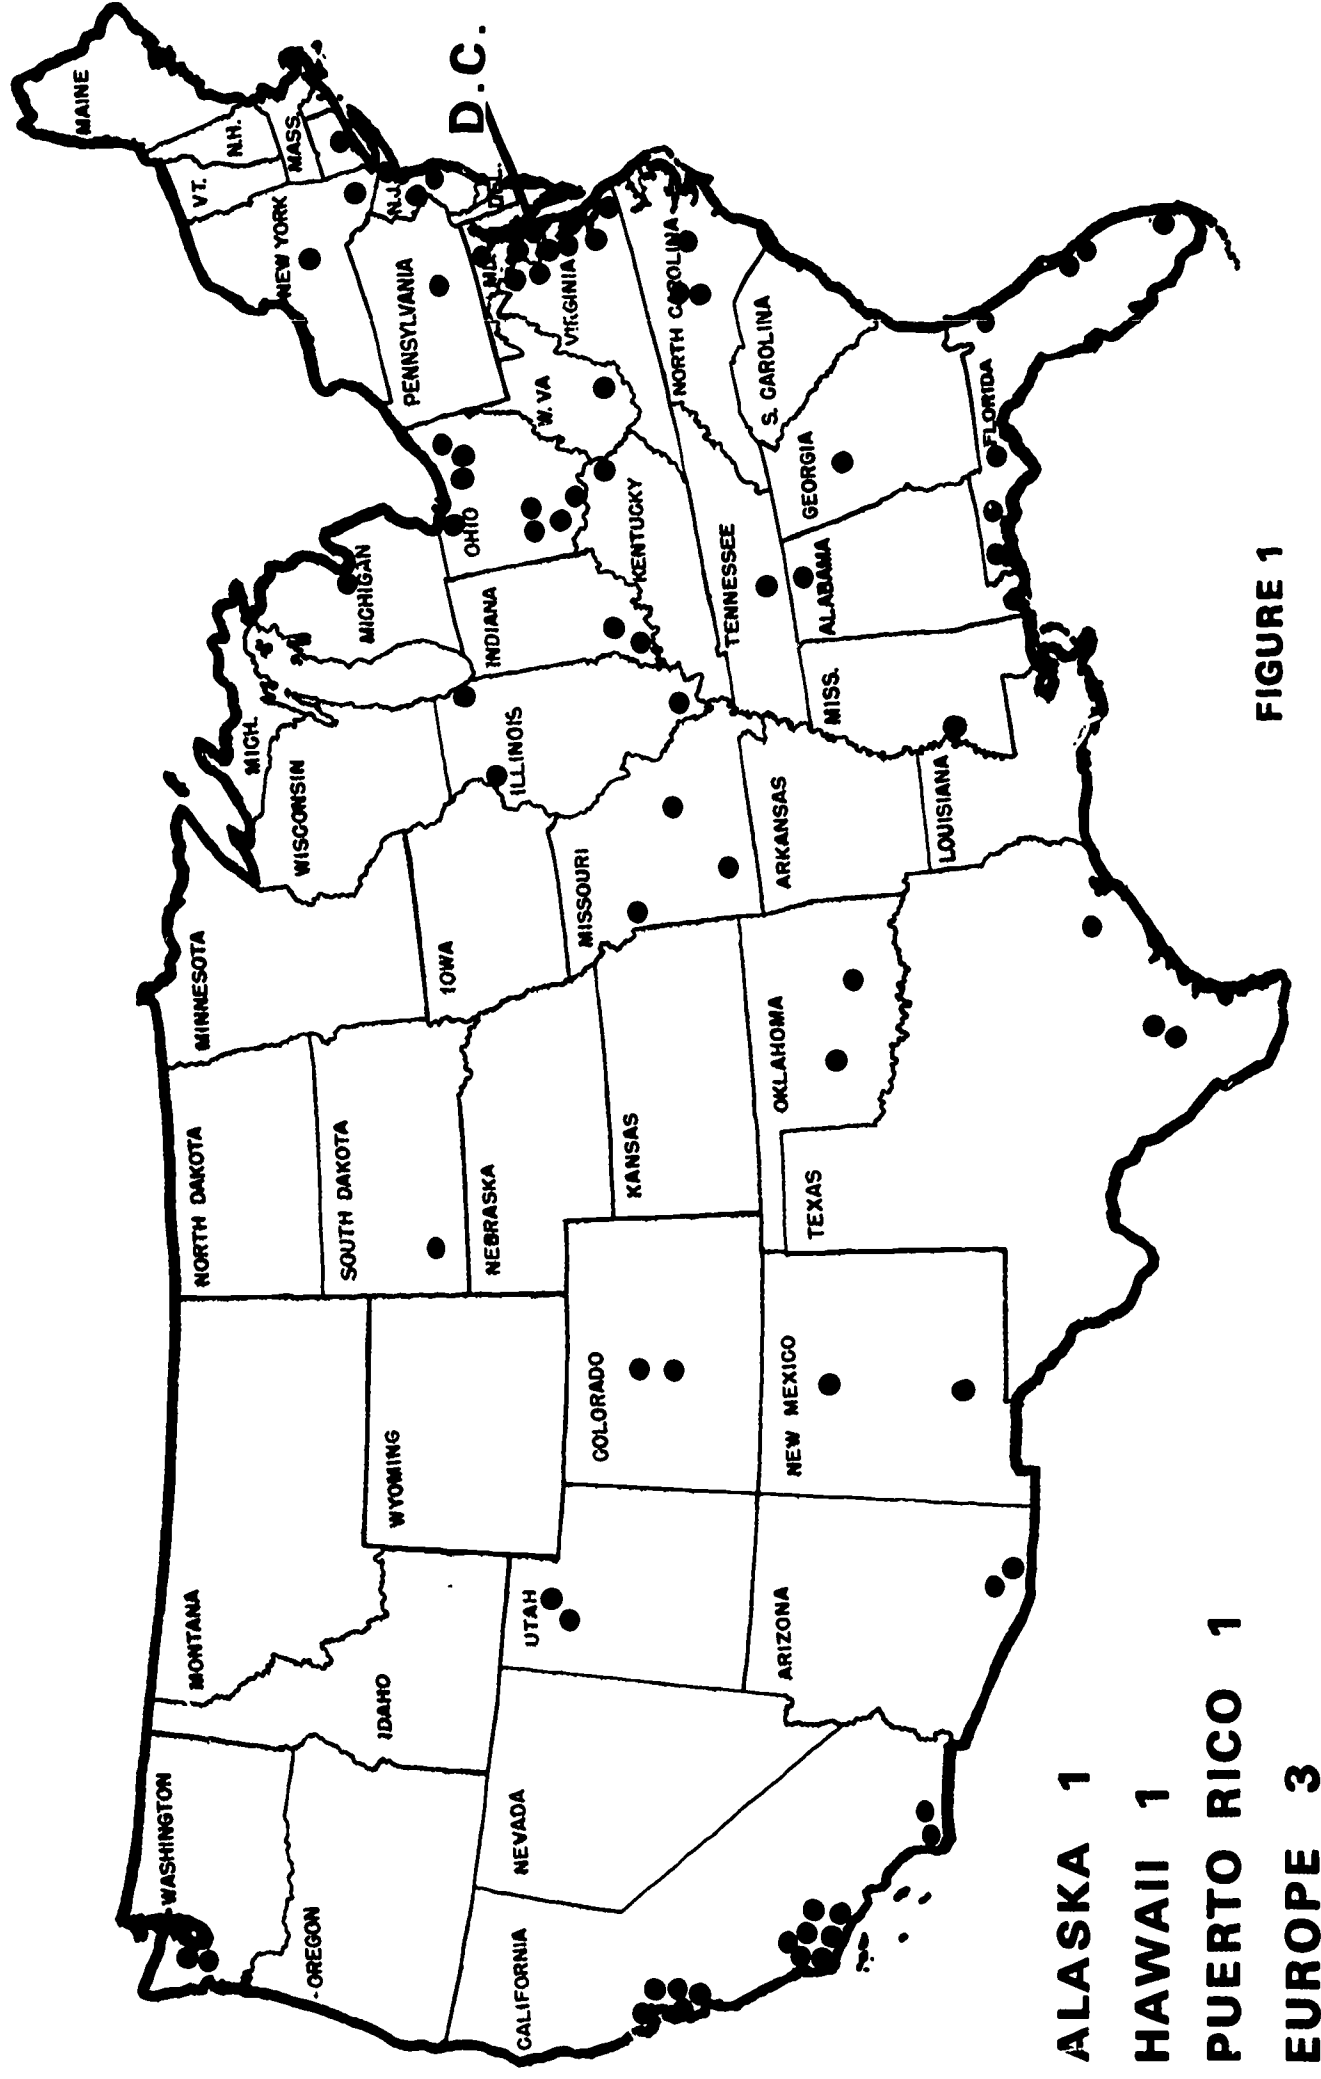 WASHINGTON
MONTANA
NORTH DAKOTA
MINNESOTA
MICH.
VT.
N.H.
MAINE
OREGON
IDAHO
WYOMING
SOUTH DAKOTA
WISCONSIN
MICHIGAN
NEW YORK
MASS.
NEVADA
UTAH
NEBRASKA
IOWA
ILLINOIS
INDIANA
OHIO
PENNSYLVANIA
N.J.
D.C.
CALIFORNIA
COLORADO
KANSAS
MISSOURI
KENTUCKY
W. VA
VIRGINIA
MD.
DEL.
ARIZONA
NEW MEXICO
TEXAS
OKLAHOMA
ARKANSAS
TENNESSEE
NORTH CAROLINA
S. CAROLINA
LOUISIANA
MISS.
ALABAMA
GEORGIA
FLORIDA
ALASKA 1
HAWAII 1
PUERTO RICO 1
EUROPE 3
FIGURE 1